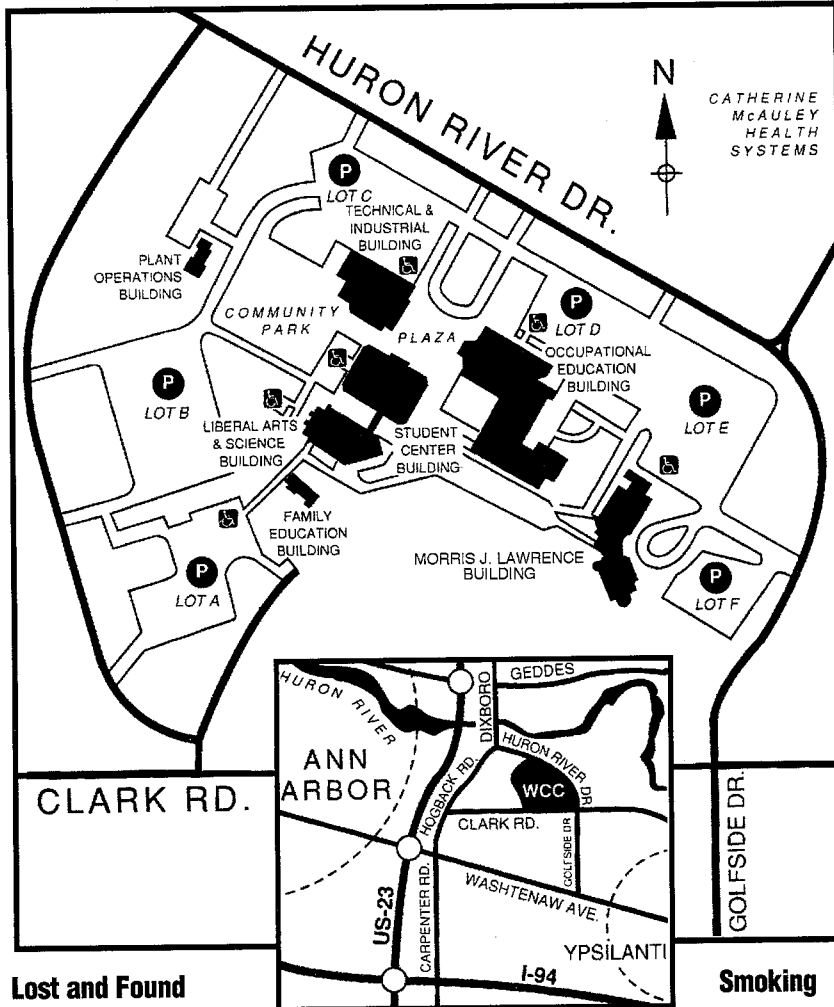 HURON RIVER DR.
N
CATHERINE
McAULEY
HEALTH
SYSTEMS
P
LOT C
TECHNICAL &
INDUSTRIAL
BUILDING
PLANT
OPERATIONS
BUILDING
COMMUNITY
PARK
PLAZA
P
LOT D
OCCUPATIONAL
EDUCATION
BUILDING
P
LOT B
P
LOT E
LIBERAL ARTS
& SCIENCE
BUILDING
STUDENT
CENTER
BUILDING
FAMILY
EDUCATION
BUILDING
MORRIS J. LAWRENCE
BUILDING
P
LOT A
P
LOT F
CLARK RD.
GOLFSIDE DR.
HURON RIVER
GEDDES
DIXBORO
ANN
ARBOR
HOGBACK RD.
HURON RIVER DR.
WCC
CLARK RD.
GOLFSIDE DR
US-23
CARPENTER RD.
WASHTENAW AVE.
YPSILANTI
I-94
Lost and Found
Smoking